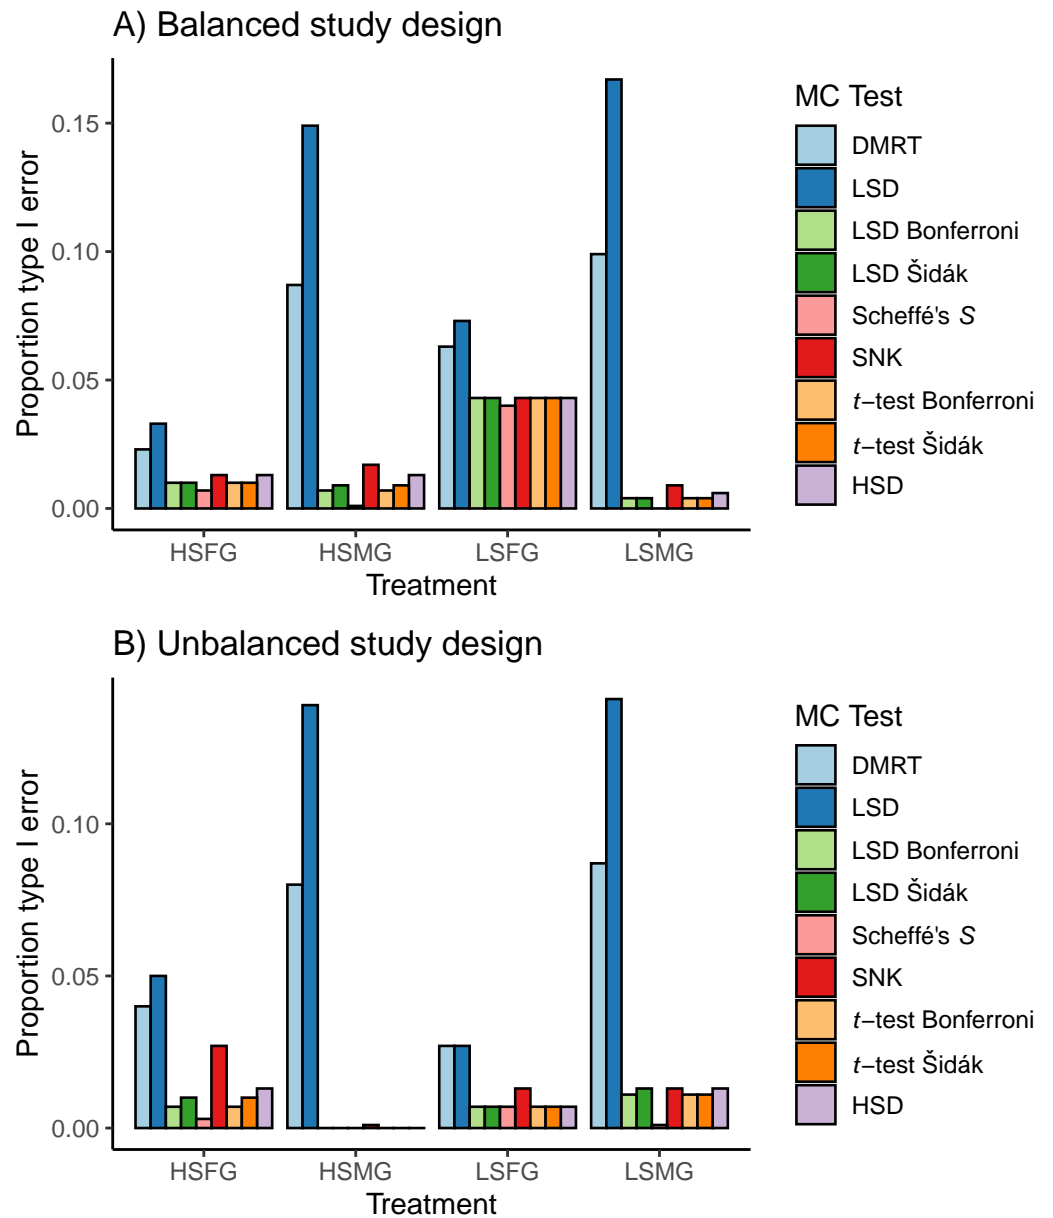 A) Balanced study design
Proportion type I error
0.15
0.10
0.05
0.00
HSFG HSMG LSFG LSMG
Treatment
MC Test
DMRT
LSD
LSD Bonferroni
LSD Šidák
Scheffé's S
SNK
t−test Bonferroni
t−test Šidák
HSD
B) Unbalanced study design
Proportion type I error
0.10
0.05
0.00
HSFG HSMG LSFG LSMG
Treatment
MC Test
DMRT
LSD
LSD Bonferroni
LSD Šidák
Scheffé's S
SNK
t−test Bonferroni
t−test Šidák
HSD